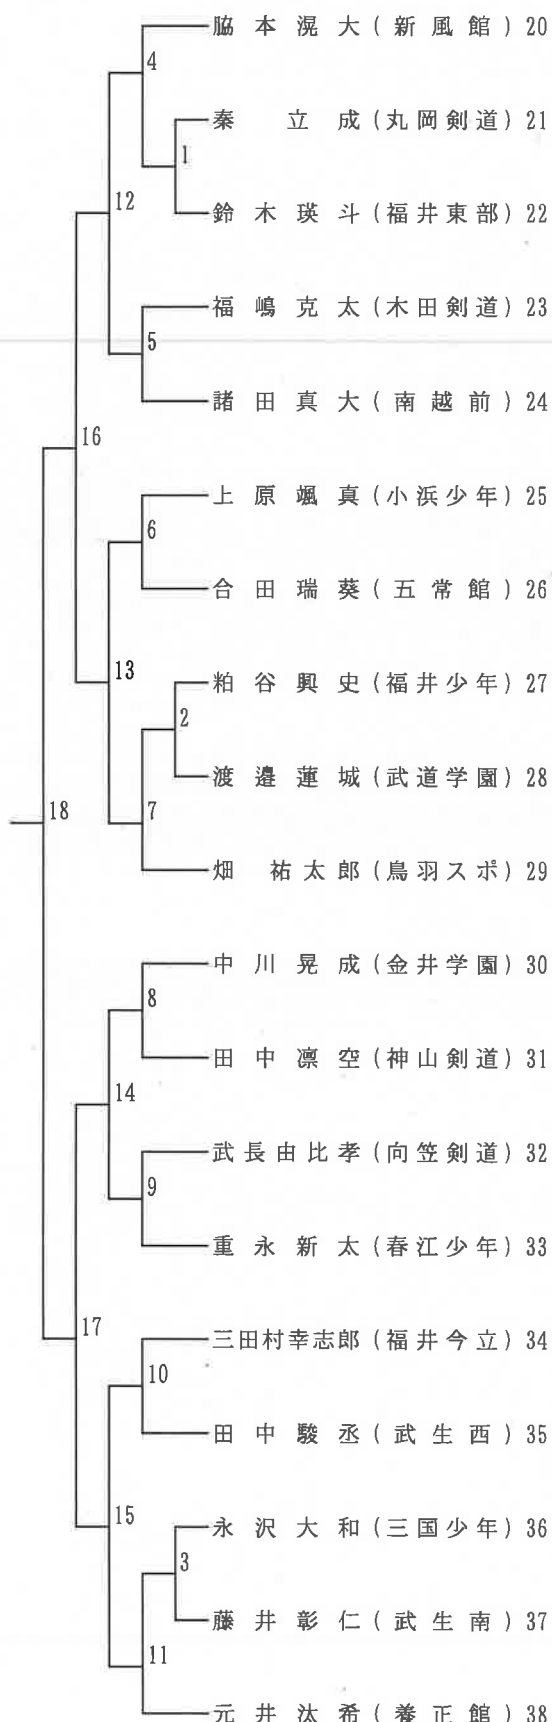 脇本滉大(新風館)20
4
秦立成(丸岡剣道)21
1
12
鈴木瑛斗(福井東部)22
福嶋克太(木田剣道)23
5
諸田真大(南越前)24
16
上原颯真(小浜少年)25
6
合田瑞葵(五常館)26
13
粕谷興史(福井少年)27
2
渡邉蓮城(武道学園)28
18
7
畑祐太郎(鳥羽スポ)29
中川晃成(金井学園)30
8
田中凛空(神山剣道)31
14
武長由比孝(向笠剣道)32
9
重永新太(春江少年)33
17
三田村幸志郎(福井今立)34
10
田中駿丞(武生西)35
15
永沢大和(三国少年)36
3
藤井彰仁(武生南)37
11
元井汰希(養正館)38